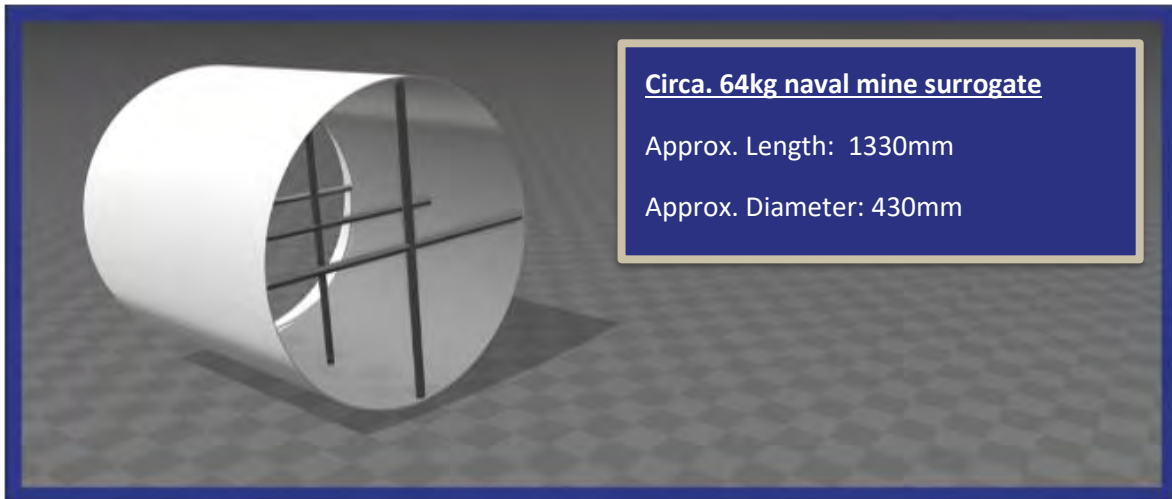 Circa. 64kg naval mine surrogate
Approx. Length: 1330mm
Approx. Diameter: 430mm